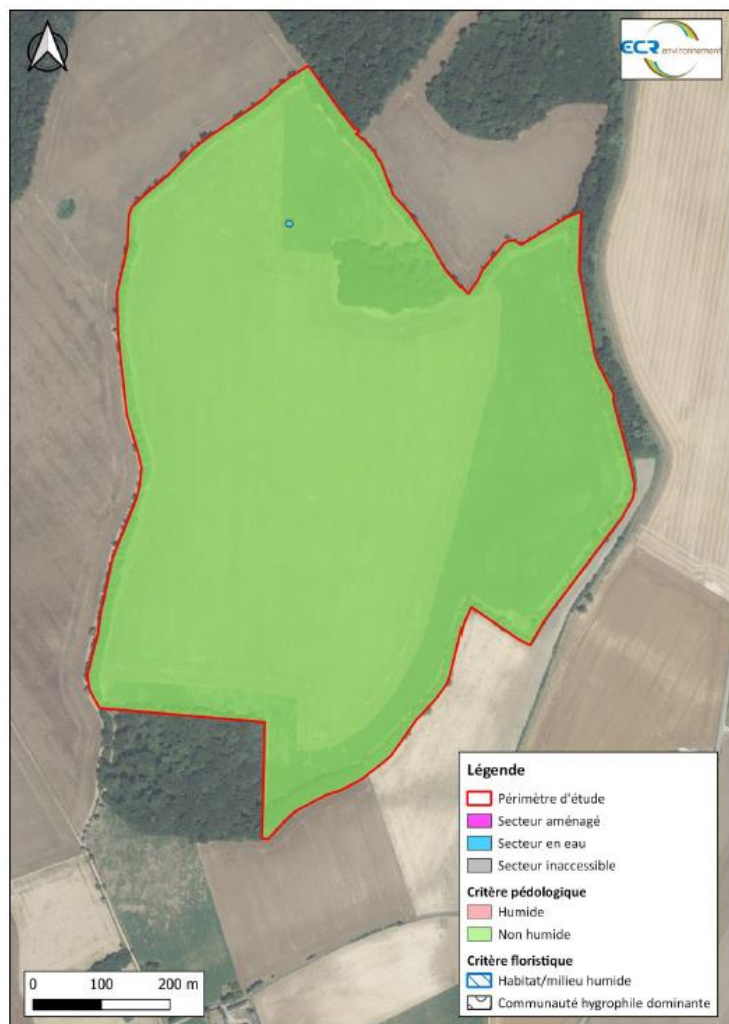 ECR environnement
Légende
Périmètre d'étude
Secteur aménagé
Secteur en eau
Secteur inaccessible
Critère pédologique
Humide
Non humide
Critère floristique
Habitat/milieu humide
Communauté hygrophile dominante
0 100 200 m